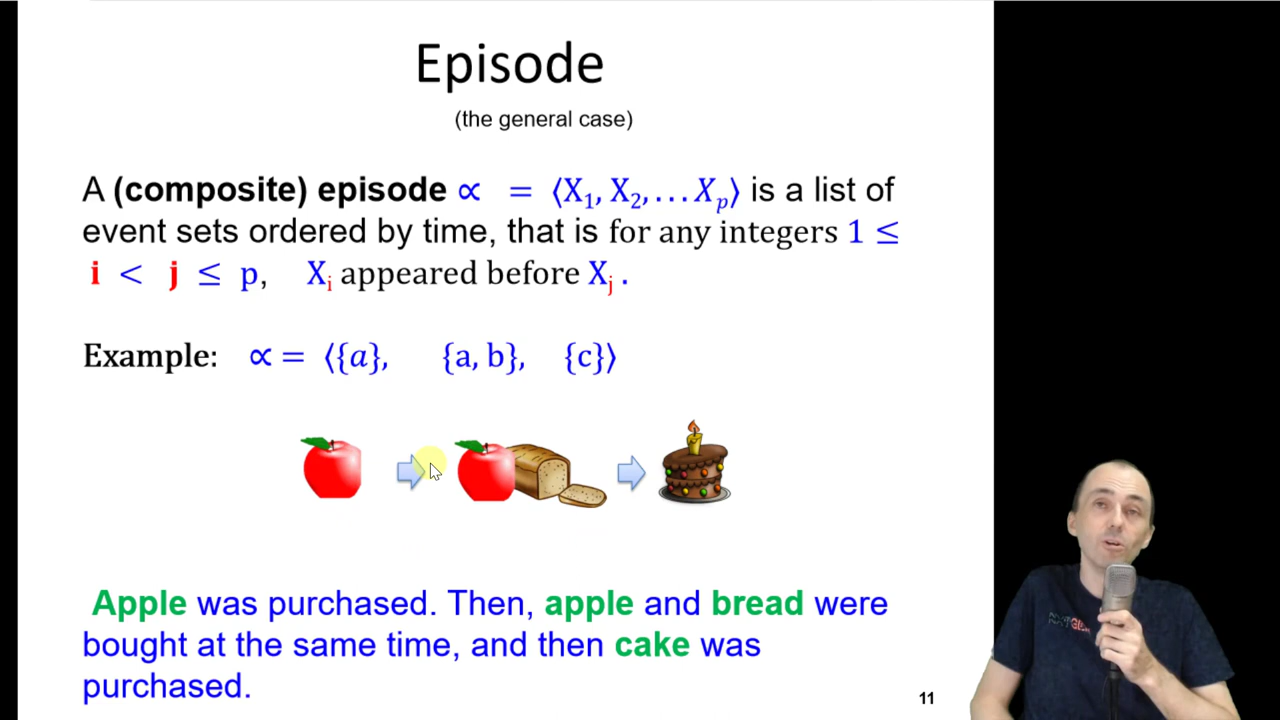 Episode
(the general case)
A (composite) episode ∝ = ⟨X₁, X₂, … Xₚ⟩ is a list of
event sets ordered by time, that is for any integers 1 ≤
i < j ≤ p, Xᵢ appeared before Xⱼ .
Example: ∝ = ⟨{a}, {a, b}, {c}⟩
Apple was purchased. Then, apple and bread were
bought at the same time, and then cake was
purchased.
11